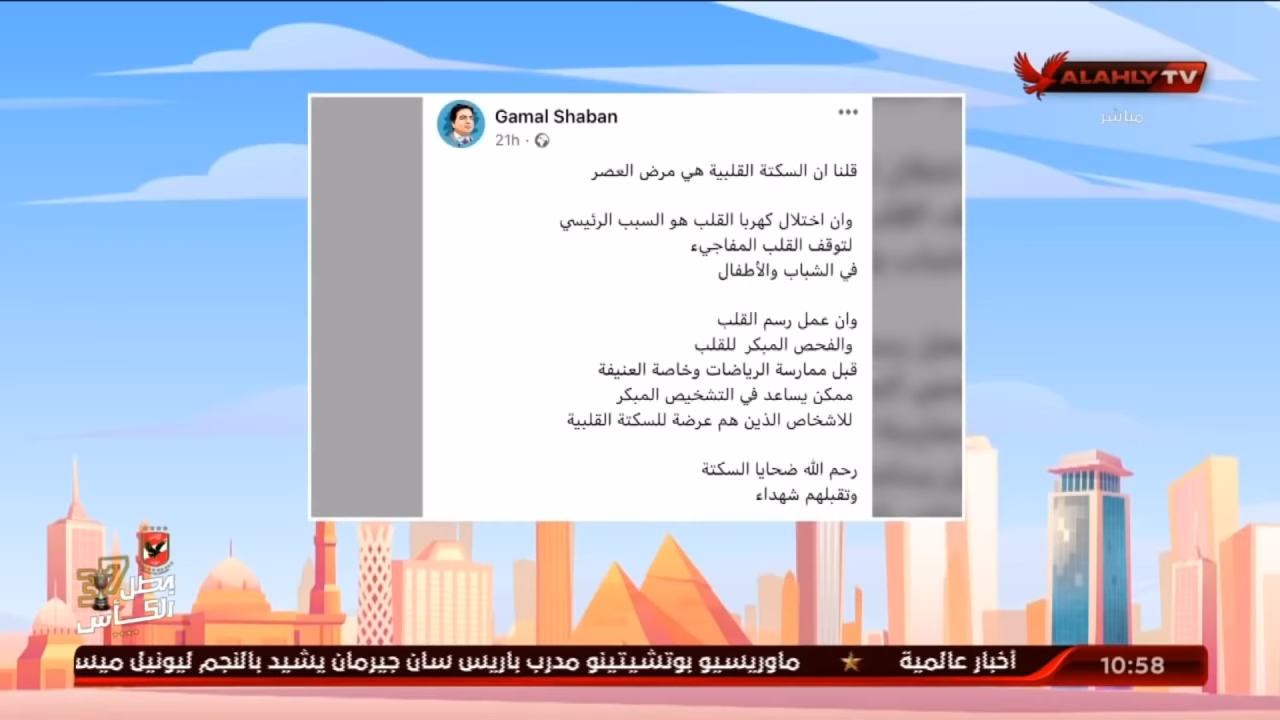 ALAHLY TV
مباشر
Gamal Shaban
21h
قلنا ان السكتة القلبية هي مرض العصر
وان اختلال كهربا القلب هو السبب الرئيسي
لتوقف القلب المفاجيء
في الشباب والأطفال
وان عمل رسم القلب
والفحص المبكر للقلب
قبل ممارسة الرياضات وخاصة العنيفة
ممكن يساعد في التشخيص المبكر
للاشخاص الذين هم عرضة للسكتة القلبية
رحم الله ضحايا السكتة
وتقبلهم شهداء
37
بطل
الكأس
أخبار عالمية ★ ماوريسيو بوتشيتينو مدرب باريس سان جيرمان يشيد بالنجم ليونيل ميس
10:58